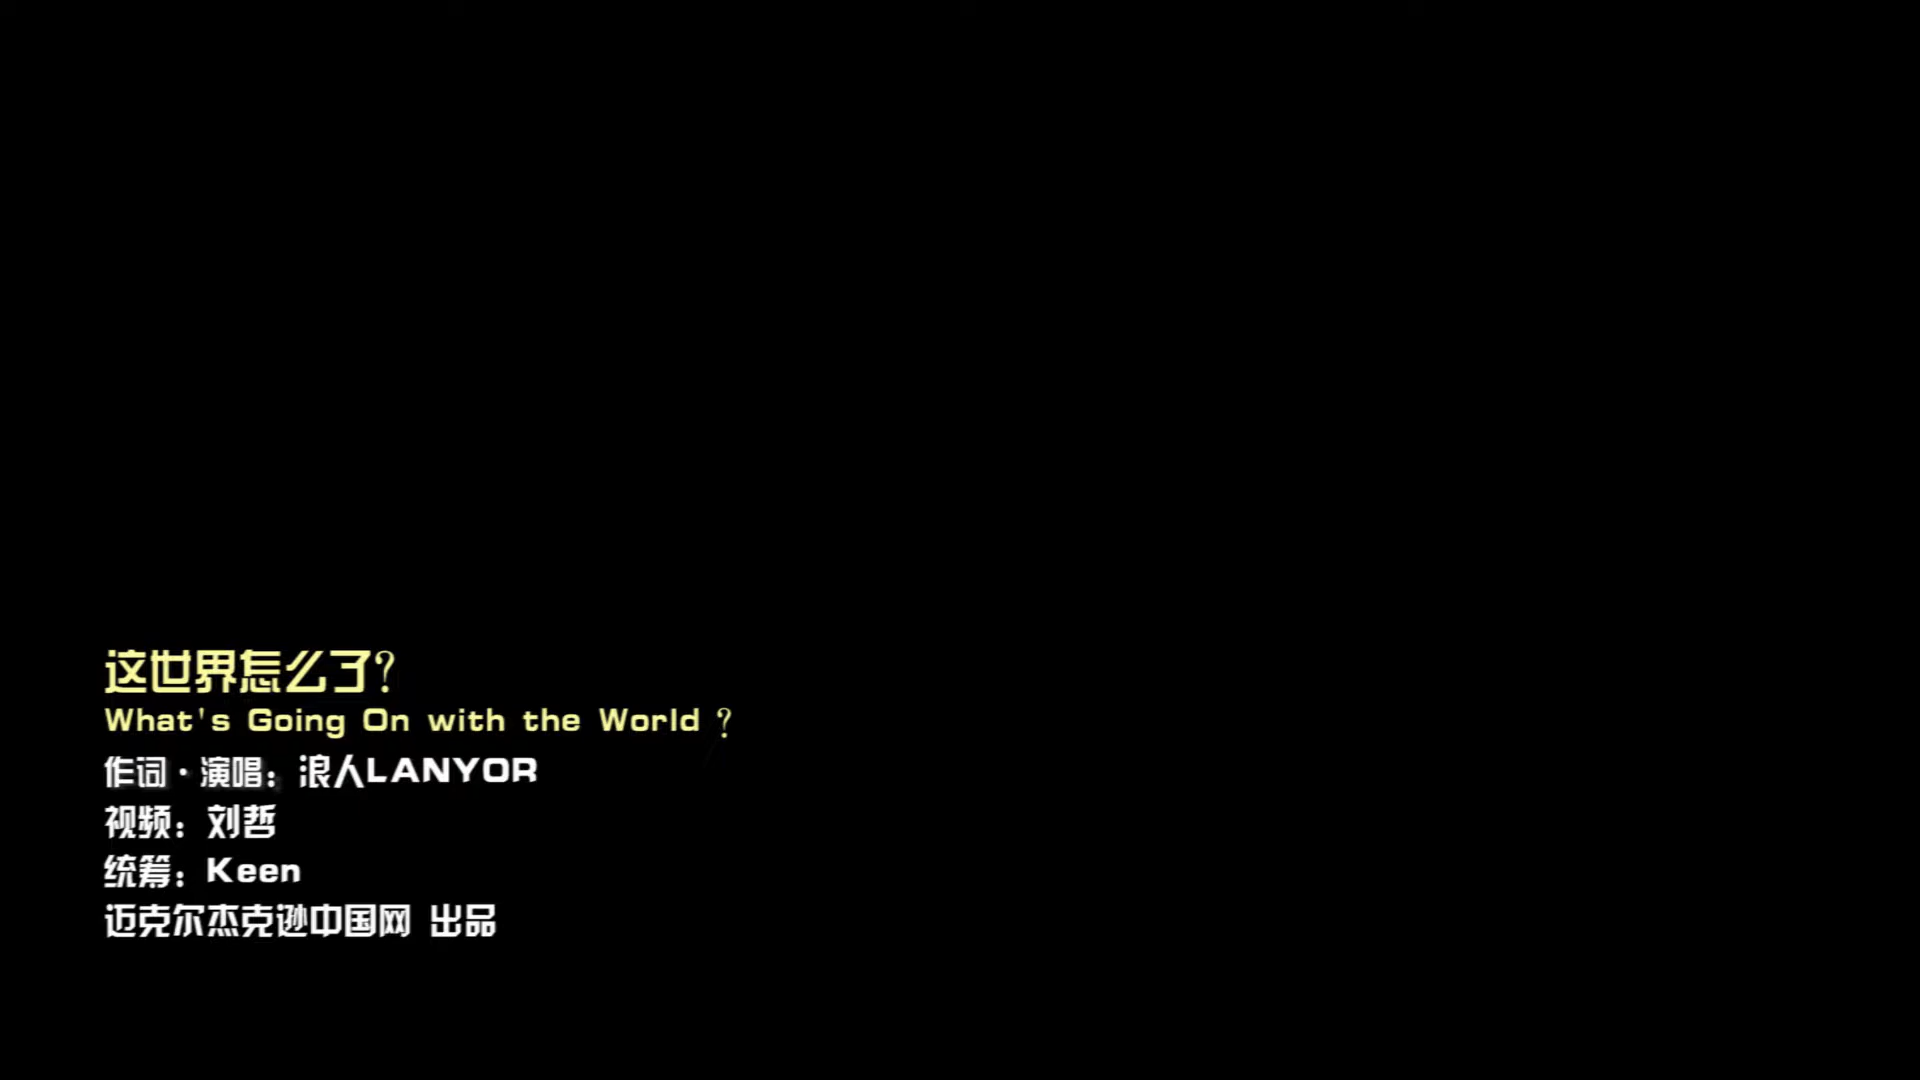 这世界怎么了?
What's Going On with the World ?
作词·演唱：浪人LANYOR
视频：刘哲
统筹：Keen
迈克尔杰克逊中国网 出品